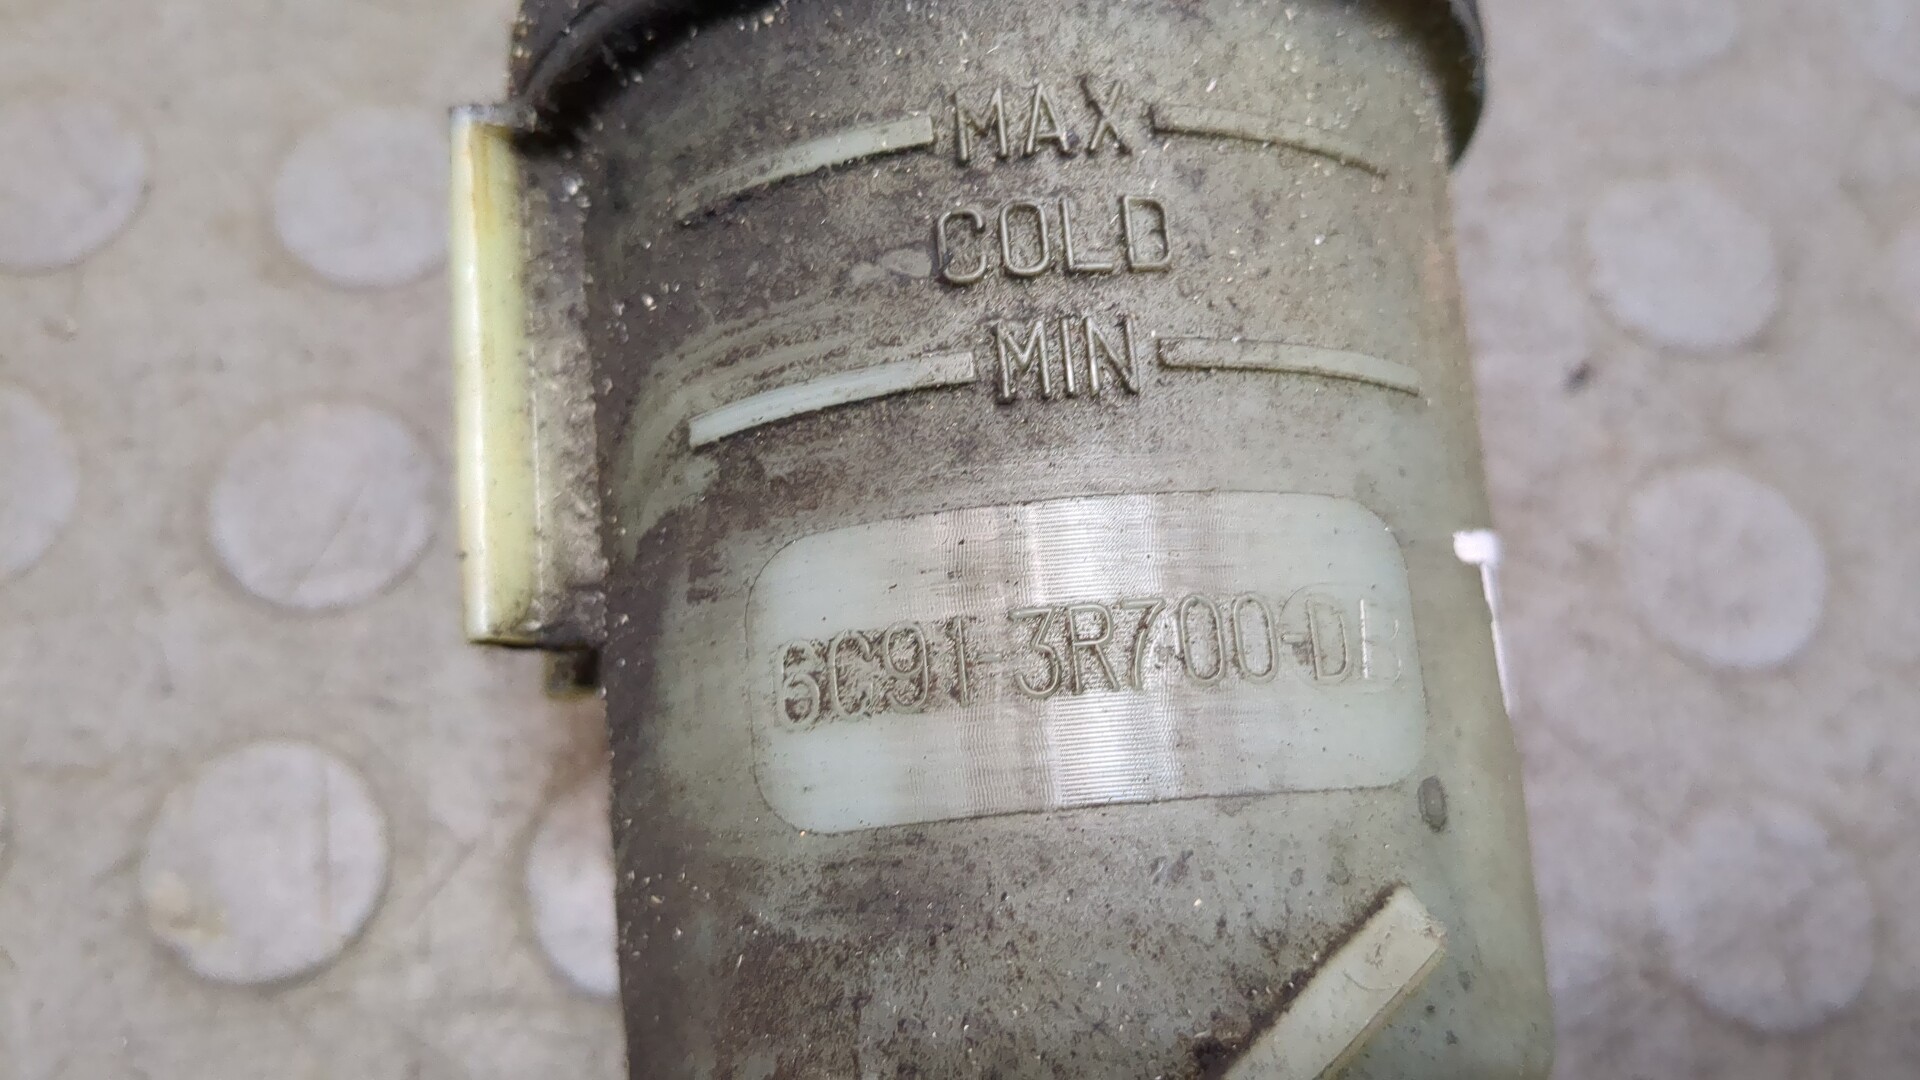 MAX
COLD
MIN
6C91-3R700-DB